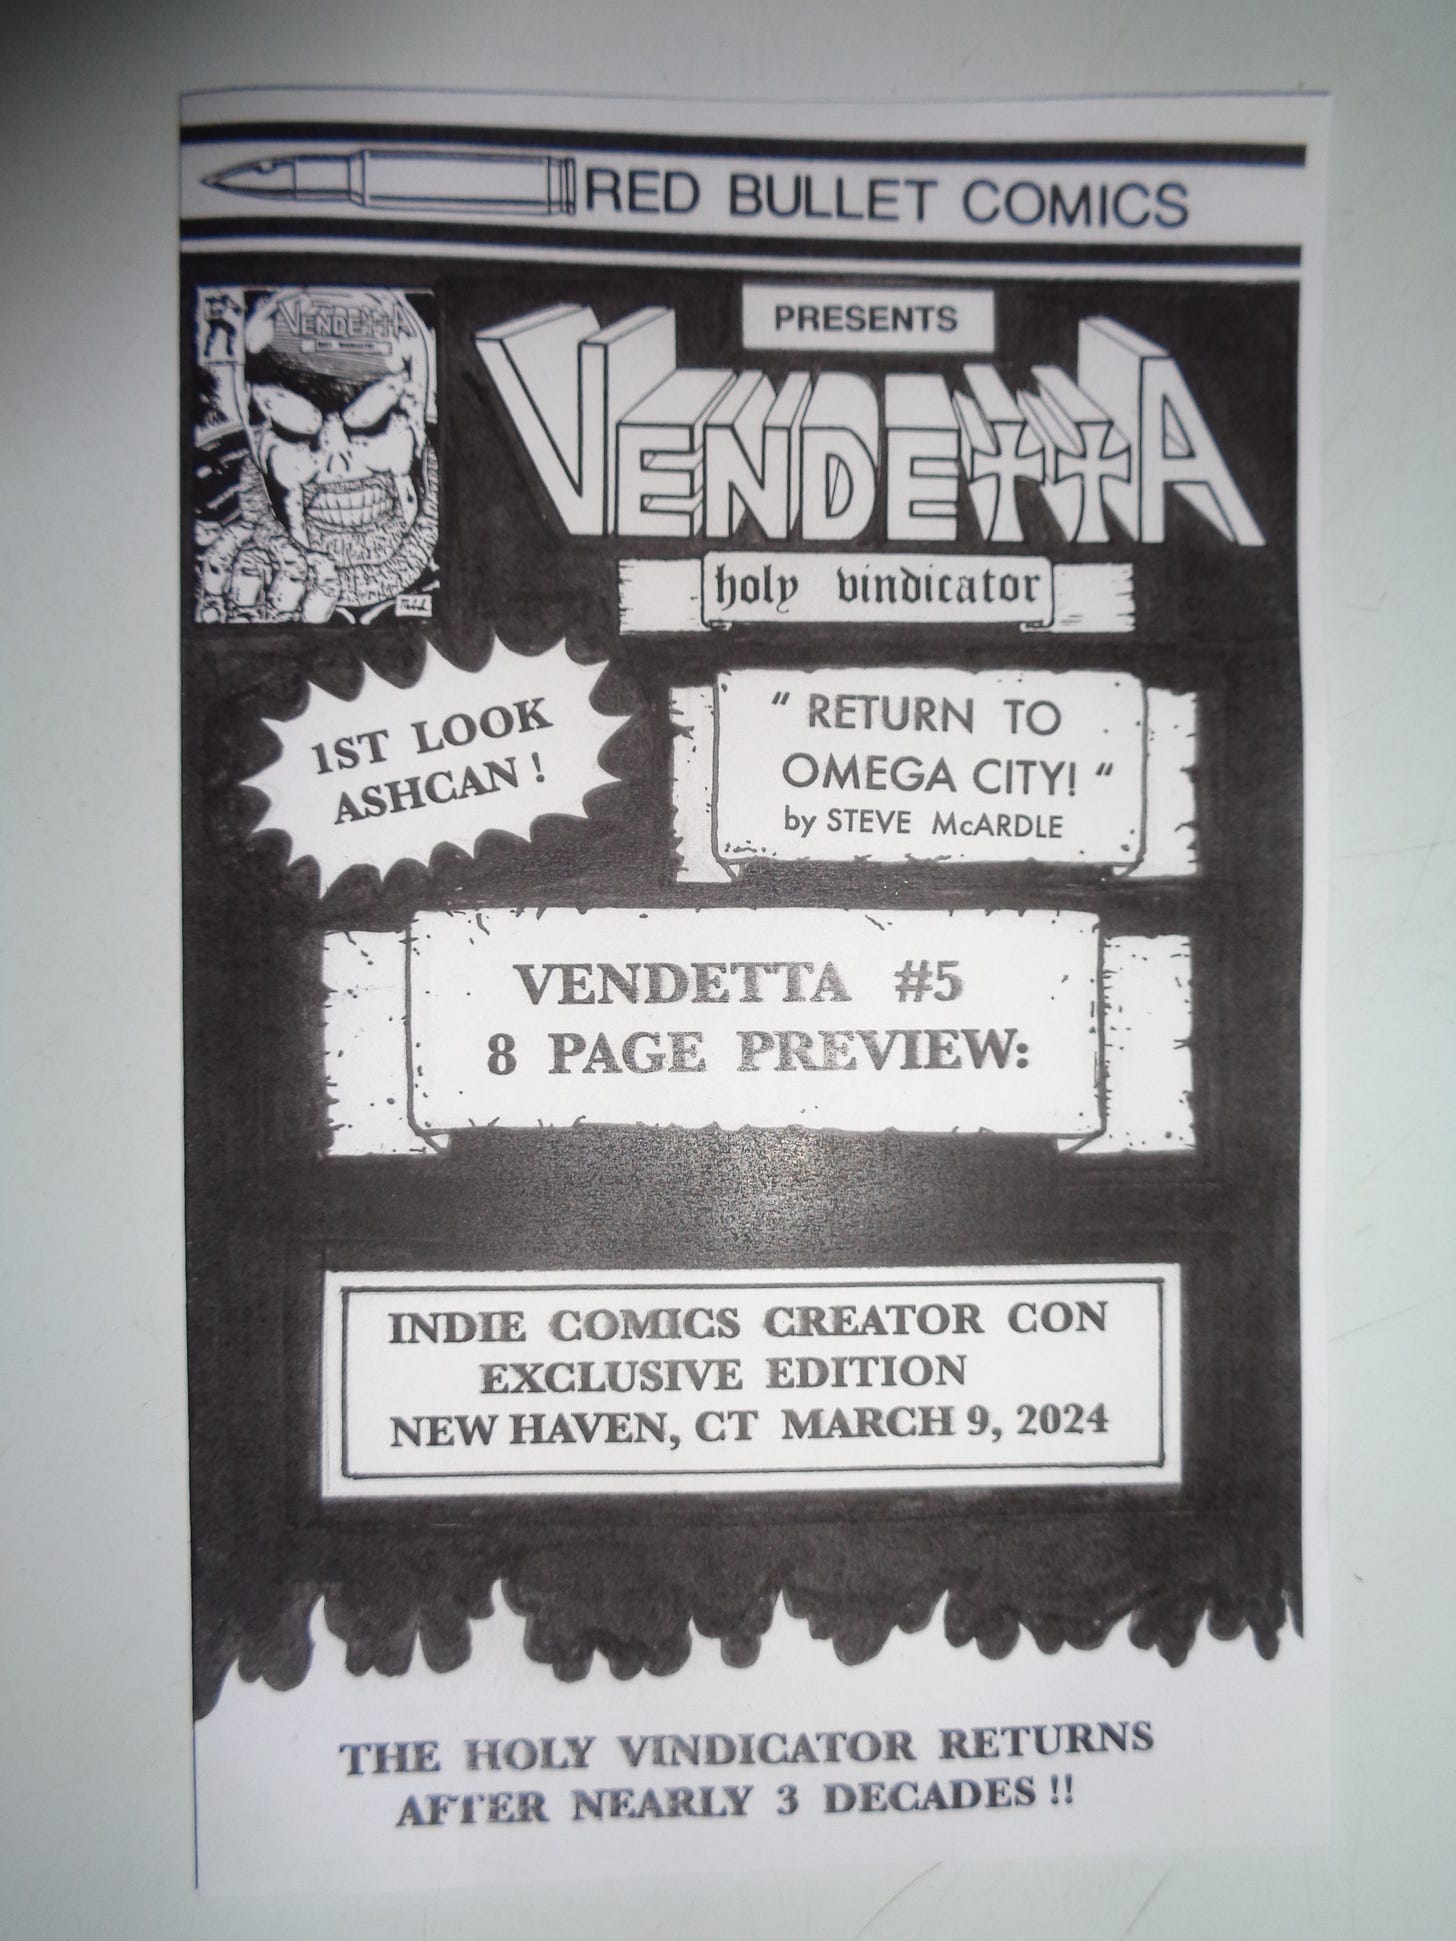 RED BULLET COMICS
PRESENTS
VENDETTA
VENDETTA
holy vindicator
1ST LOOK
ASHCAN !
" RETURN TO
OMEGA CITY! "
by STEVE McARDLE
VENDETTA #5
8 PAGE PREVIEW:
INDIE COMICS CREATOR CON
EXCLUSIVE EDITION
NEW HAVEN, CT MARCH 9, 2024
THE HOLY VINDICATOR RETURNS
AFTER NEARLY 3 DECADES !!